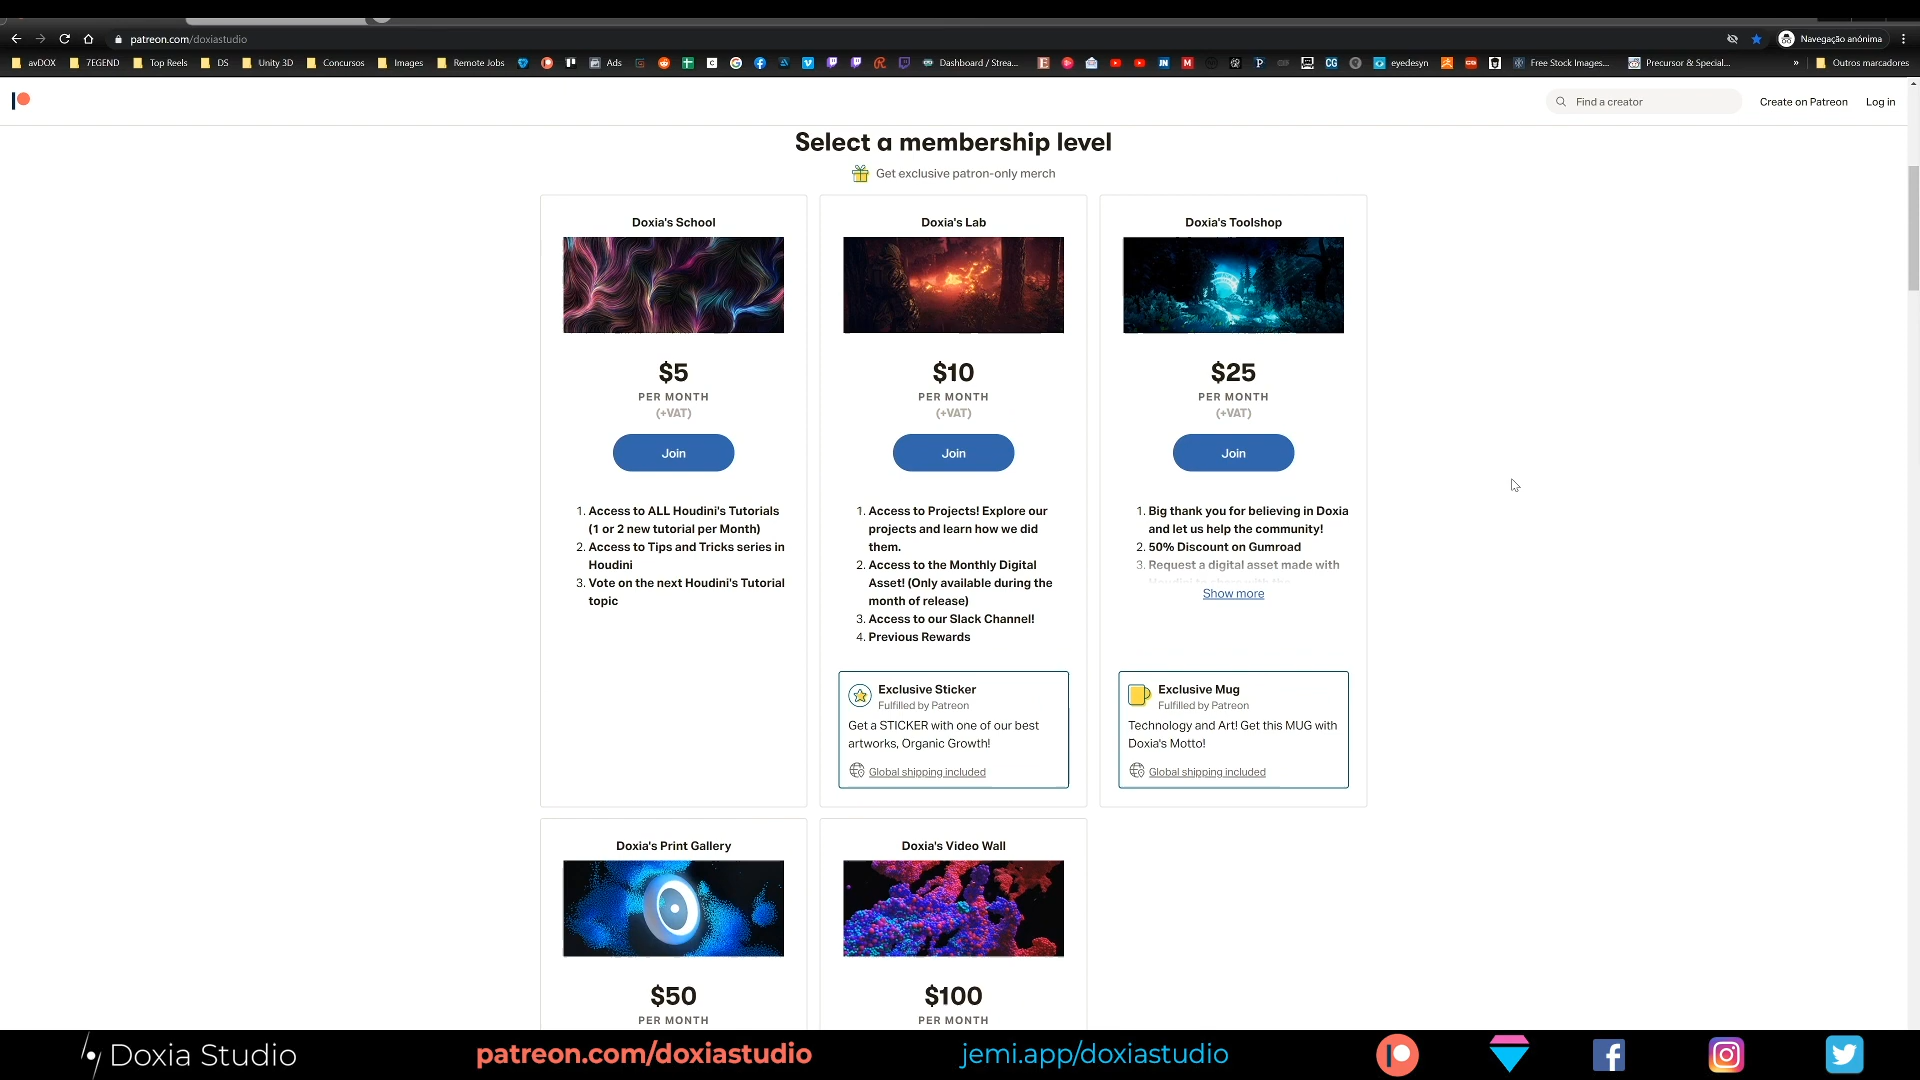 patreon.com/doxiastudio
Navegação anónima
avDOX
7EGEND
Top Reels
DS
Unity 3D
Concursos
Images
Remote Jobs
Ads
Dashboard / Strea...
eyedesyn
Free Stock Images...
Precursor & Special...
»
Outros marcadores
Find a creator
Create on Patreon
Log in
Select a membership level
Get exclusive patron-only merch
Doxia's School
$5
PER MONTH
(+VAT)
Join
1. Access to ALL Houdini's Tutorials
(1 or 2 new tutorial per Month)
2. Access to Tips and Tricks series in
Houdini
3. Vote on the next Houdini's Tutorial
topic
Doxia's Lab
$10
PER MONTH
(+VAT)
Join
1. Access to Projects! Explore our
projects and learn how we did
them.
2. Access to the Monthly Digital
Asset! (Only available during the
month of release)
3. Access to our Slack Channel!
4. Previous Rewards
Exclusive Sticker
Fulfilled by Patreon
Get a STICKER with one of our best
artworks, Organic Growth!
Global shipping included
Doxia's Toolshop
$25
PER MONTH
(+VAT)
Join
1. Big thank you for believing in Doxia
and let us help the community!
2. 50% Discount on Gumroad
3. Request a digital asset made with
Show more
Exclusive Mug
Fulfilled by Patreon
Technology and Art! Get this MUG with
Doxia's Motto!
Global shipping included
Doxia's Print Gallery
$50
PER MONTH
Doxia's Video Wall
$100
PER MONTH
Doxia Studio
patreon.com/doxiastudio
jemi.app/doxiastudio